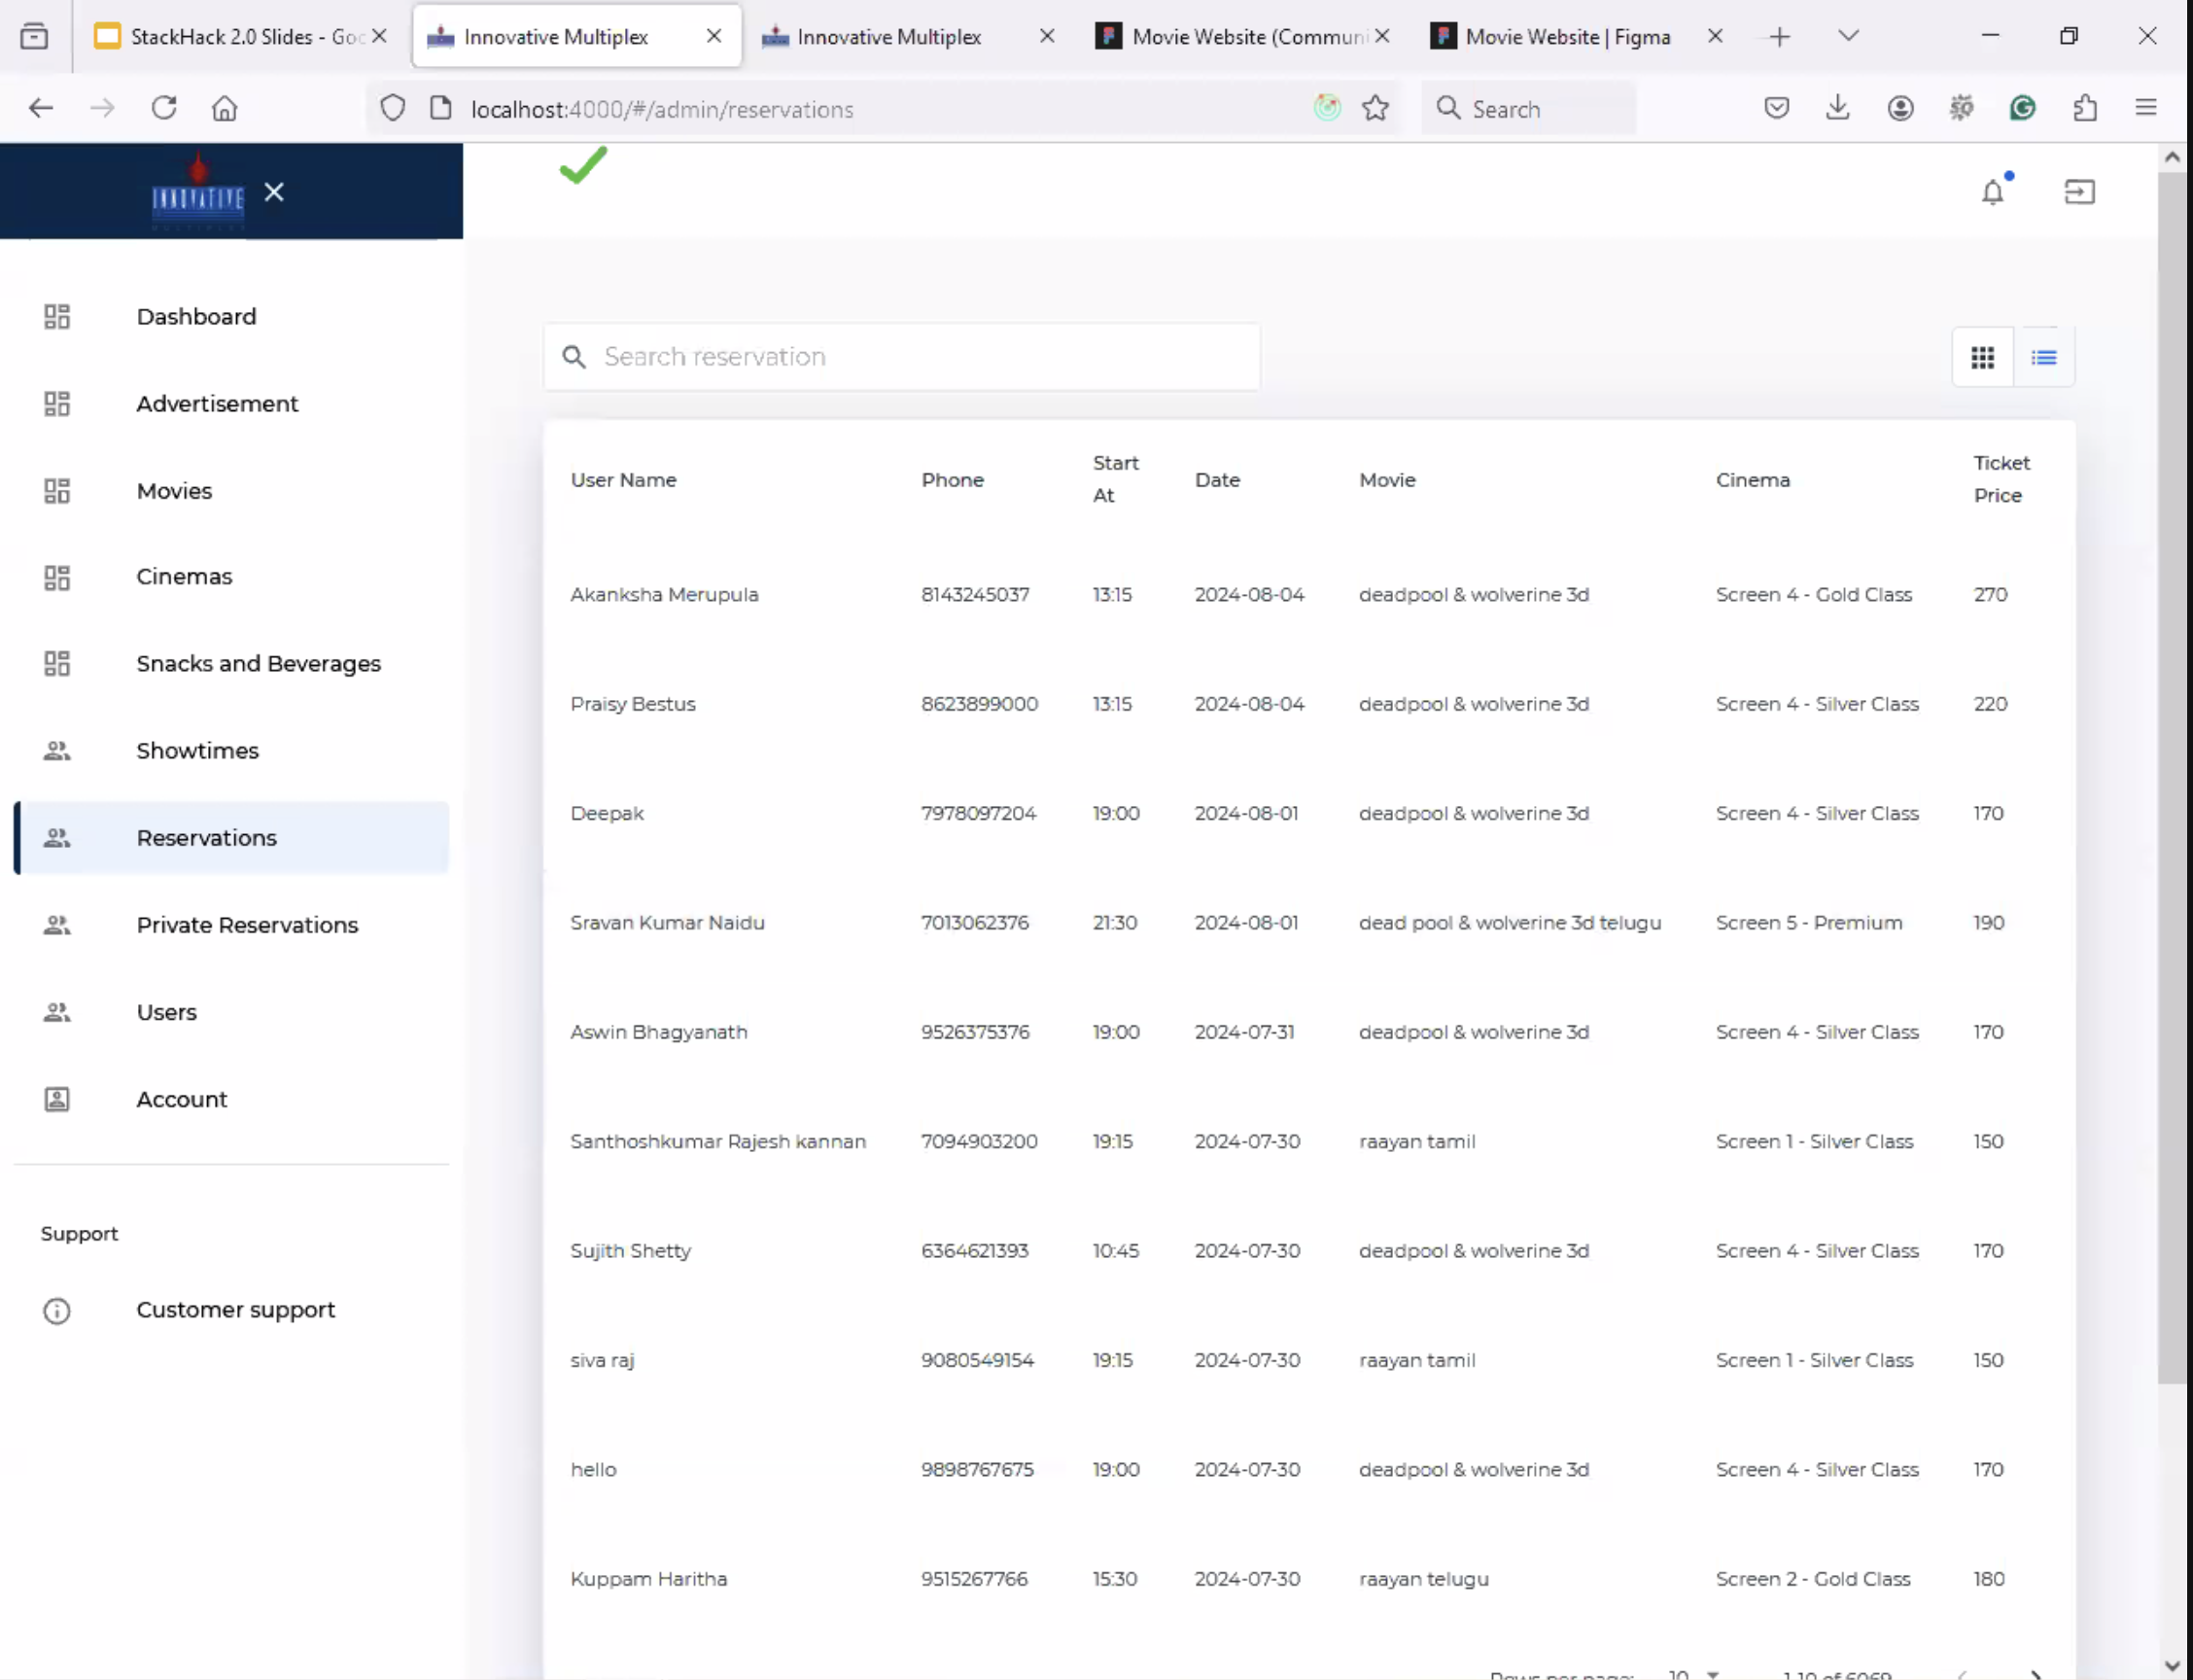 StackHack 2.0 Slides - Goo
Innovative Multiplex
Innovative Multiplex
Movie Website (Communi
Movie Website | Figma
localhost:4000/#/admin/reservations
Search
INNOVATIVE
Dashboard
Advertisement
Movies
Cinemas
Snacks and Beverages
Showtimes
Reservations
Private Reservations
Users
Account
Support
Customer support
Search reservation
User Name Phone Start At Date Movie Cinema Ticket Price
Akanksha Merupula 8143245037 13:15 2024-08-04 deadpool & wolverine 3d Screen 4 - Gold Class 270
Praisy Bestus 8623899000 13:15 2024-08-04 deadpool & wolverine 3d Screen 4 - Silver Class 220
Deepak 7978097204 19:00 2024-08-01 deadpool & wolverine 3d Screen 4 - Silver Class 170
Sravan Kumar Naidu 7013062376 21:30 2024-08-01 dead pool & wolverine 3d telugu Screen 5 - Premium 190
Aswin Bhagyanath 9526375376 19:00 2024-07-31 deadpool & wolverine 3d Screen 4 - Silver Class 170
Santhoshkumar Rajesh kannan 7094903200 19:15 2024-07-30 raayan tamil Screen 1 - Silver Class 150
Sujith Shetty 6364621393 10:45 2024-07-30 deadpool & wolverine 3d Screen 4 - Silver Class 170
siva raj 9080549154 19:15 2024-07-30 raayan tamil Screen 1 - Silver Class 150
hello 9898767675 19:00 2024-07-30 deadpool & wolverine 3d Screen 4 - Silver Class 170
Kuppam Haritha 9515267766 15:30 2024-07-30 raayan telugu Screen 2 - Gold Class 180
Rows per page: 10 1-10 of 6069